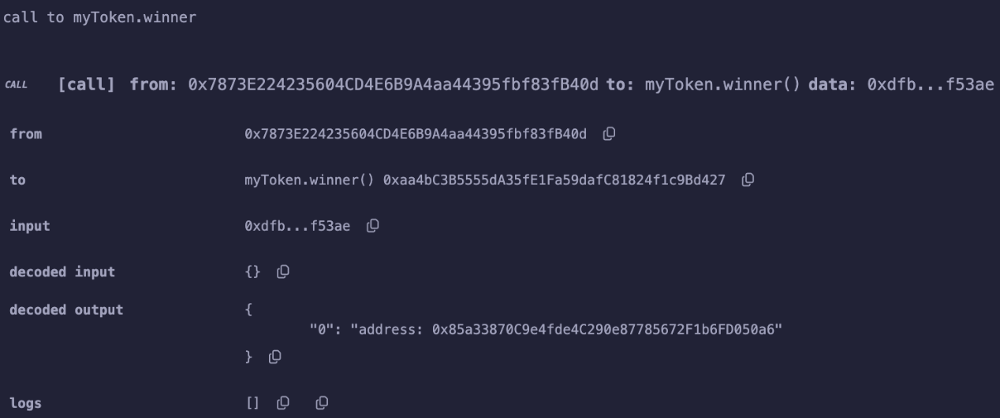 call to myToken.winner
CALL [call] from: 0x7873E224235604CD4E6B9A4aa44395fbf83fB40d to: myToken.winner() data: 0xdfb...f53ae
from 0x7873E224235604CD4E6B9A4aa44395fbf83fB40d
to myToken.winner() 0xaa4bC3B5555dA35fE1Fa59dafC81824f1c9Bd427
input 0xdfb...f53ae
decoded input {}
decoded output {
"0": "address: 0x85a33870C9e4fde4C290e87785672F1b6FD050a6"
}
logs []